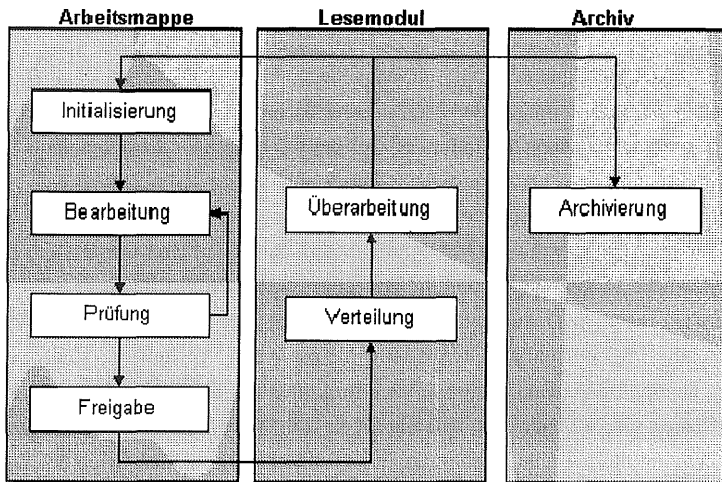 Arbeitsmappe
Initialisierung
Bearbeitung
Prüfung
Freigabe
Lesemodul
Überarbeitung
Verteilung
Archiv
Archivierung